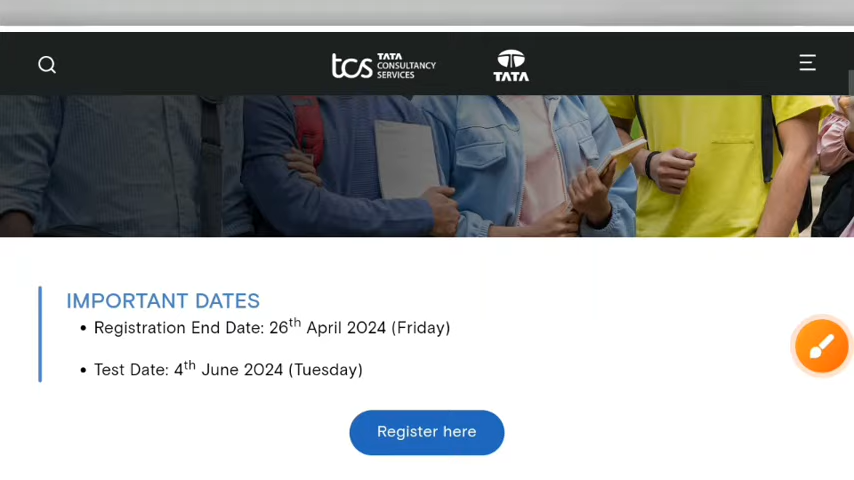 tcs TATA CONSULTANCY SERVICES
TATA
IMPORTANT DATES
• Registration End Date: 26th April 2024 (Friday)
• Test Date: 4th June 2024 (Tuesday)
Register here